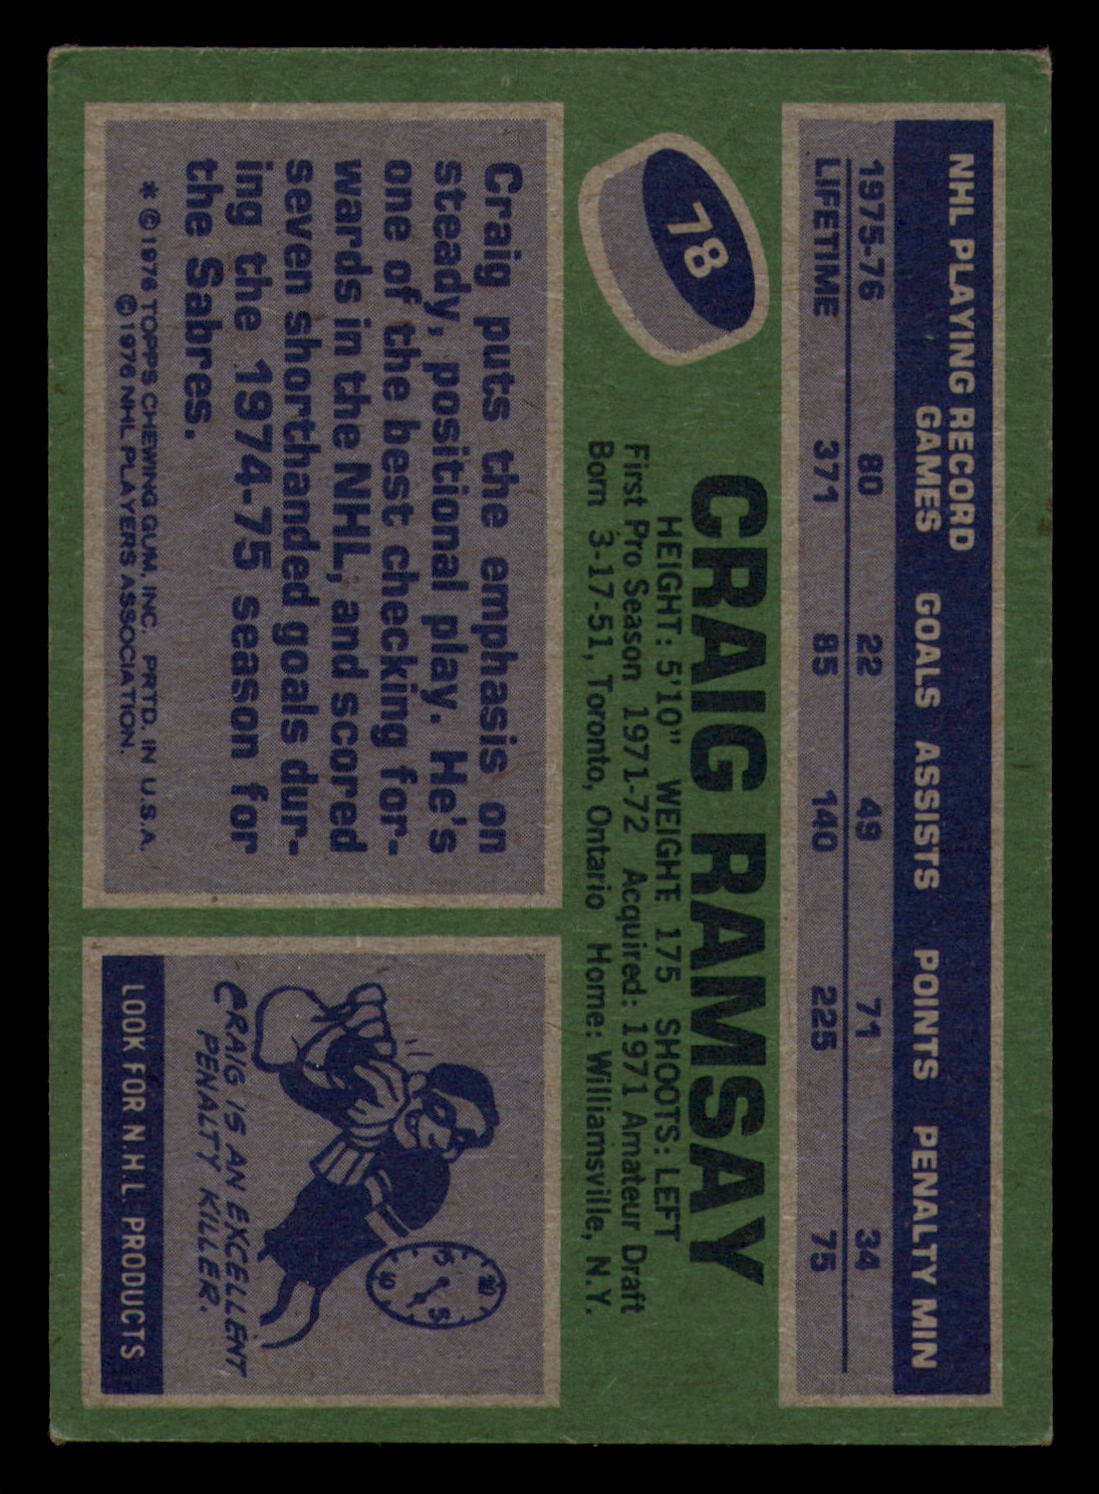 NHL PLAYING RECORD
GAMES GOALS ASSISTS POINTS PENALTY MIN
1975-76 80 22 49 71 34
LIFETIME 371 85 140 225 75
78
CRAIG RAMSAY
HEIGHT: 5'10" WEIGHT 175 SHOOTS: LEFT
First Pro Season 1971-72 Acquired: 1971 Amateur Draft
Born 3-17-51, Toronto, Ontario Home: Williamsville, N.Y.
Craig puts the emphasis on
steady, positional play. He's
one of the best checking for-
wards in the NHL, and scored
seven shorthanded goals dur-
ing the 1974-75 season for
the Sabres.
* © 1976 TOPPS CHEWING GUM, INC. PRTD. IN U.S.A.
© 1976 NHL PLAYERS ASSOCIATION.
15 20 10 5
CRAIG IS AN EXCELLENT
PENALTY KILLER.
LOOK FOR N.H.L. PRODUCTS